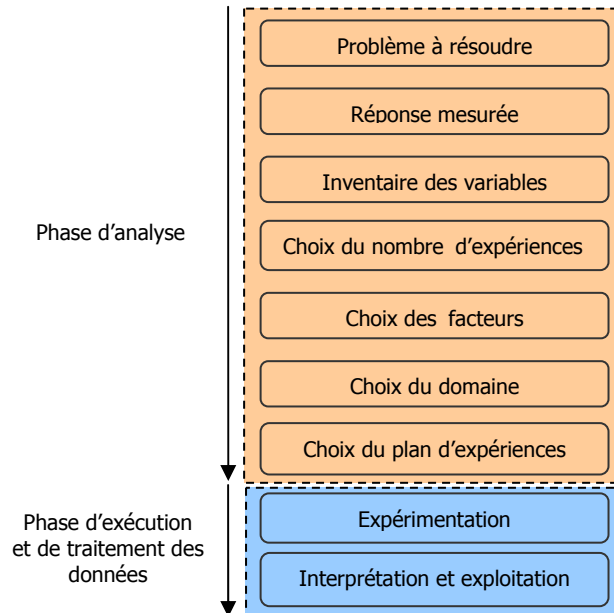 Problème à résoudre
Réponse mesurée
Inventaire des variables
Phase d'analyse
Choix du nombre d'expériences
Choix des facteurs
Choix du domaine
Choix du plan d'expériences
Phase d'exécution
et de traitement des
données
Expérimentation
Interprétation et exploitation